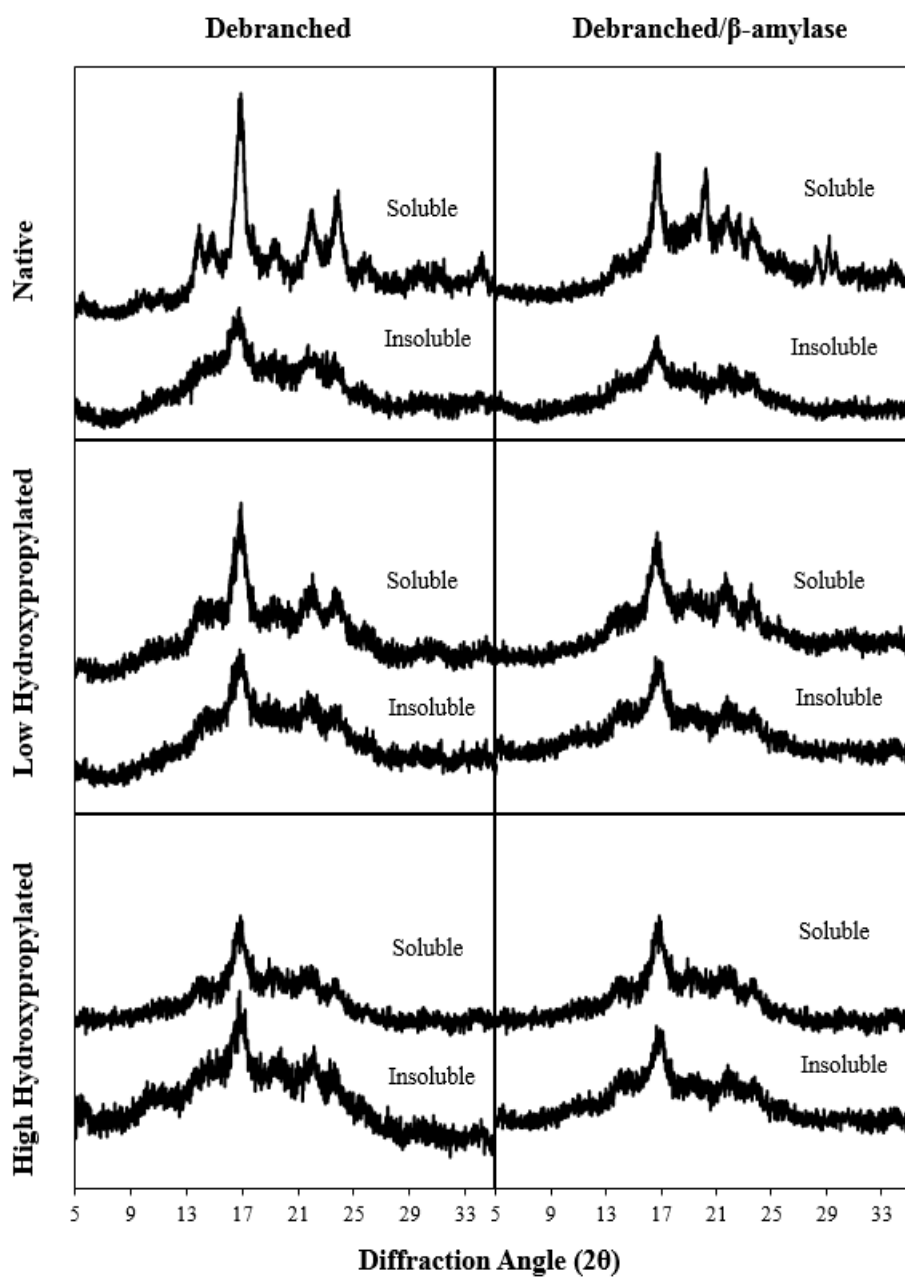 Debranched Debranched/β-amylase
Native
Soluble Soluble
Insoluble Insoluble
Low Hydroxypropylated
Soluble Soluble
Insoluble Insoluble
High Hydroxypropylated
Soluble Soluble
Insoluble Insoluble
5 9 13 17 21 25 29 33 5 9 13 17 21 25 29 33
Diffraction Angle (2θ)